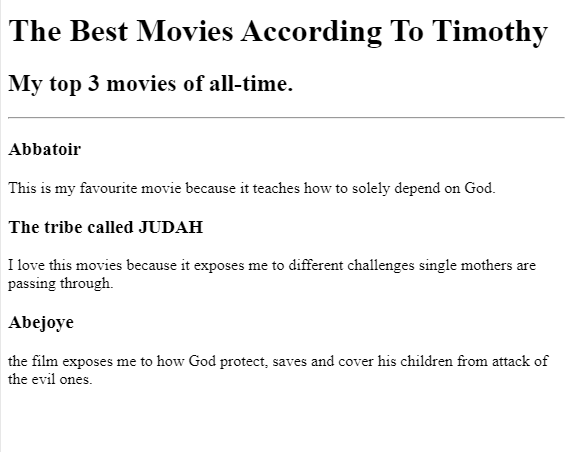 The Best Movies According To Timothy
My top 3 movies of all-time.
Abbatoir
This is my favourite movie because it teaches how to solely depend on God.
The tribe called JUDAH
I love this movies because it exposes me to different challenges single mothers are
passing through.
Abejoye
the film exposes me to how God protect, saves and cover his children from attack of
the evil ones.